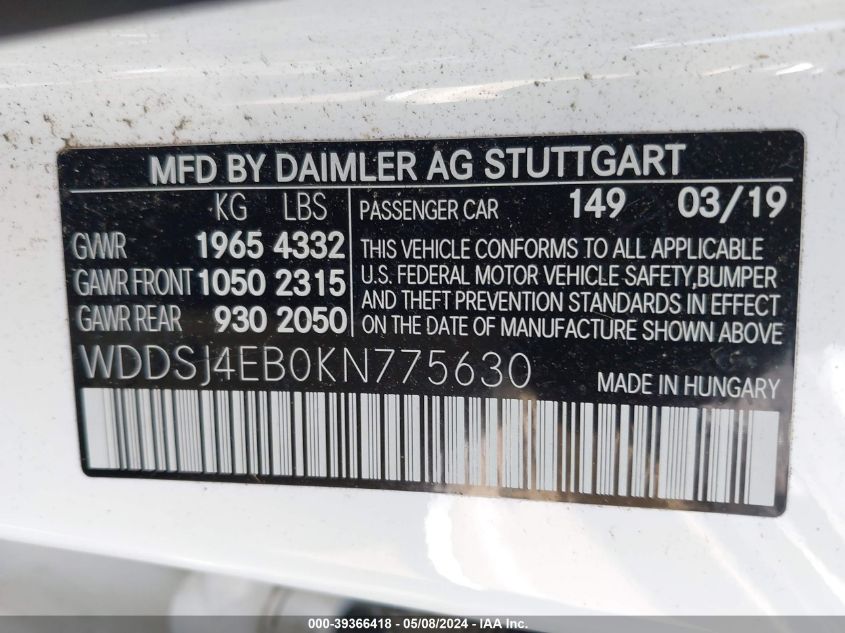 MFD BY DAIMLER AG STUTTGART
KG LBS
GVWR 1965 4332
GAWR FRONT 1050 2315
GAWR REAR 930 2050
PASSENGER CAR 149 03/19
THIS VEHICLE CONFORMS TO ALL APPLICABLE
U.S. FEDERAL MOTOR VEHICLE SAFETY,BUMPER
AND THEFT PREVENTION STANDARDS IN EFFECT
ON THE DATE OF MANUFACTURE SHOWN ABOVE
WDDSJ4EB0KN775630
MADE IN HUNGARY
000-39366418 - 05/08/2024 - IAA Inc.